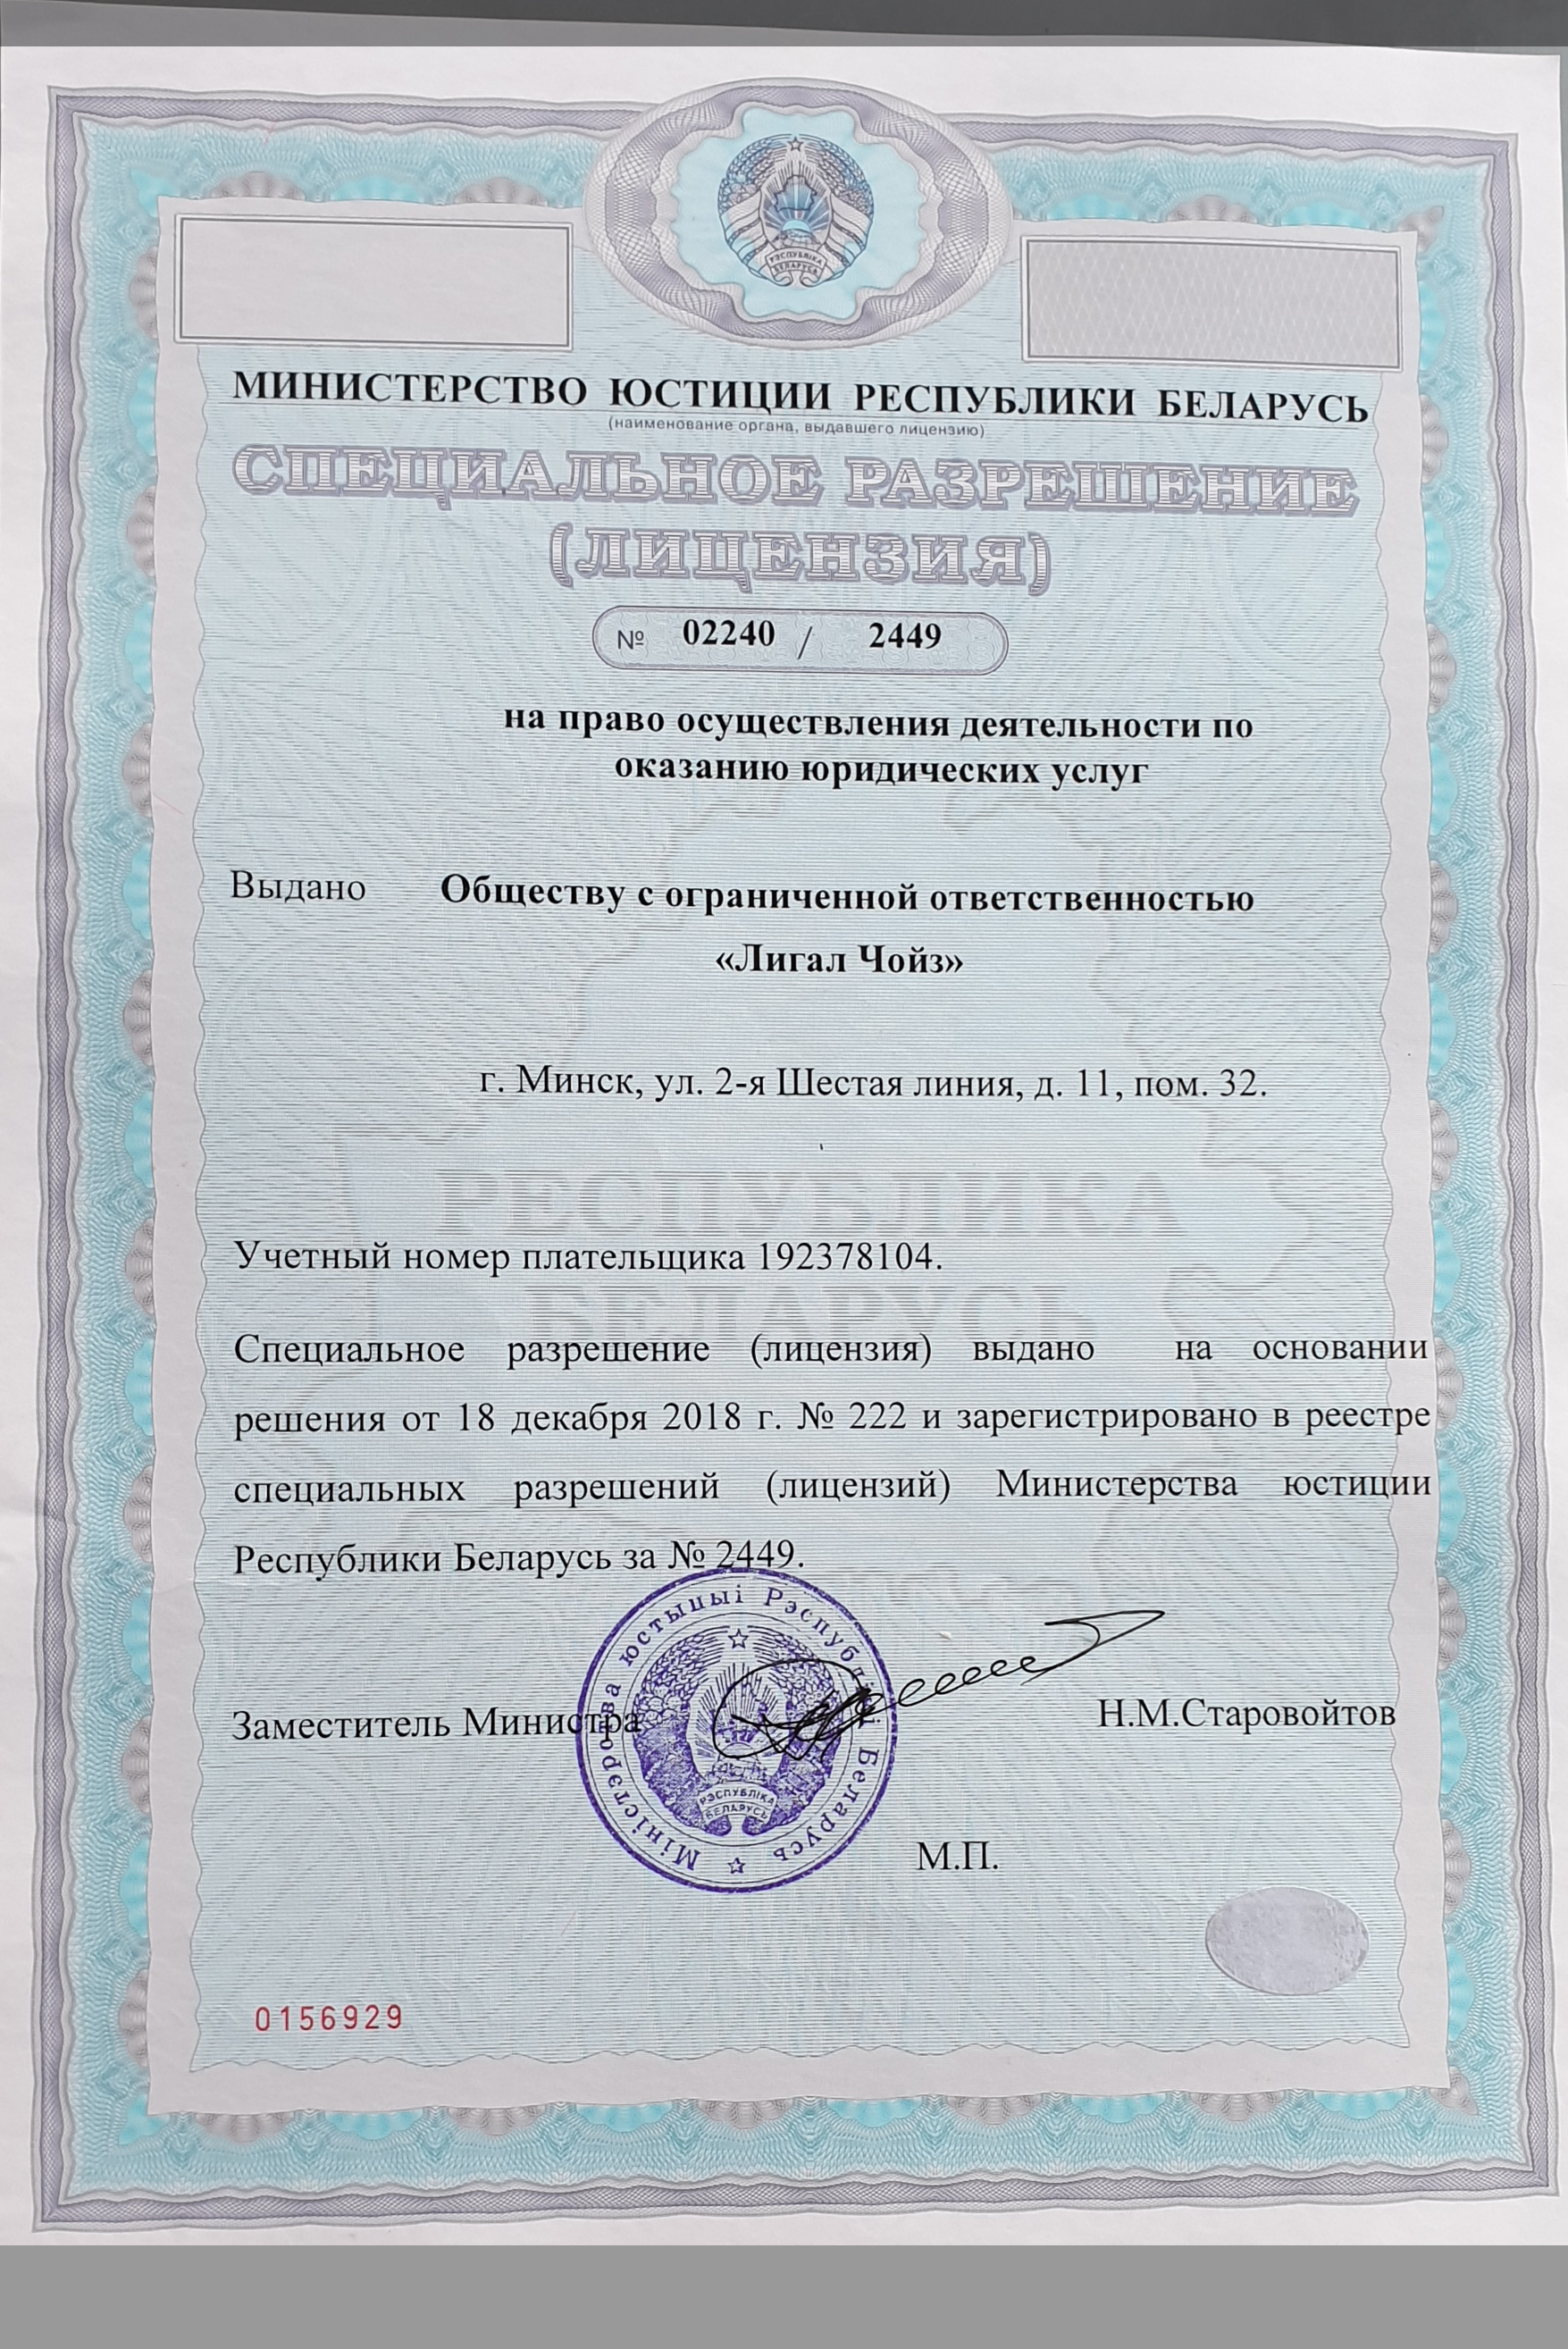 РЭСПУБЛІКА
БЕЛАРУСЬ
МИНИСТЕРСТВО ЮСТИЦИИ РЕСПУБЛИКИ БЕЛАРУСЬ
(наименование органа, выдавшего лицензию)
СПЕЦИАЛЬНОЕ РАЗРЕШЕНИЕ
(ЛИЦЕНЗИЯ)
№ 02240 / 2449
на право осуществления деятельности по
оказанию юридических услуг
Выдано Обществу с ограниченной ответственностью
«Лигал Чойз»
г. Минск, ул. 2-я Шестая линия, д. 11, пом. 32.
РЕСПУБЛИКА
Учетный номер плательщика 192378104.
БЕЛАРУСЬ
Специальное разрешение (лицензия) выдано на основании
решения от 18 декабря 2018 г. № 222 и зарегистрировано в реестре
специальных разрешений (лицензий) Министерства юстиции
Республики Беларусь за № 2449.
Міністэрства юстыцыі Рэспублікі Беларусь
Заместитель Министра Н.М.Старовойтов
РЭСПУБЛІКА
БЕЛАРУСЬ
М.П.
0156929